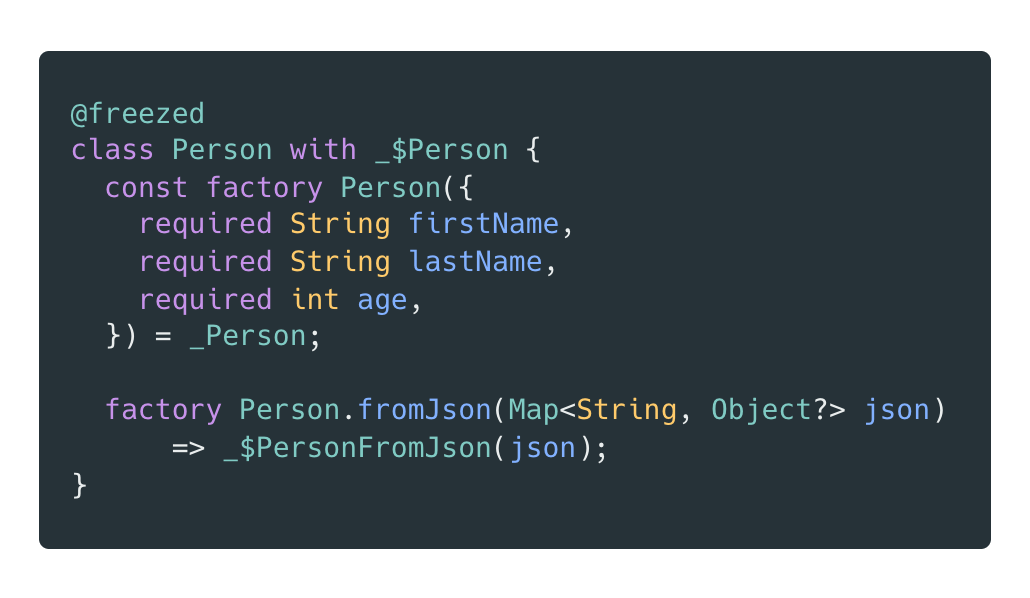 @freezed
class Person with _$Person {
  const factory Person({
    required String firstName,
    required String lastName,
    required int age,
  }) = _Person;

  factory Person.fromJson(Map<String, Object?> json)
      => _$PersonFromJson(json);
}